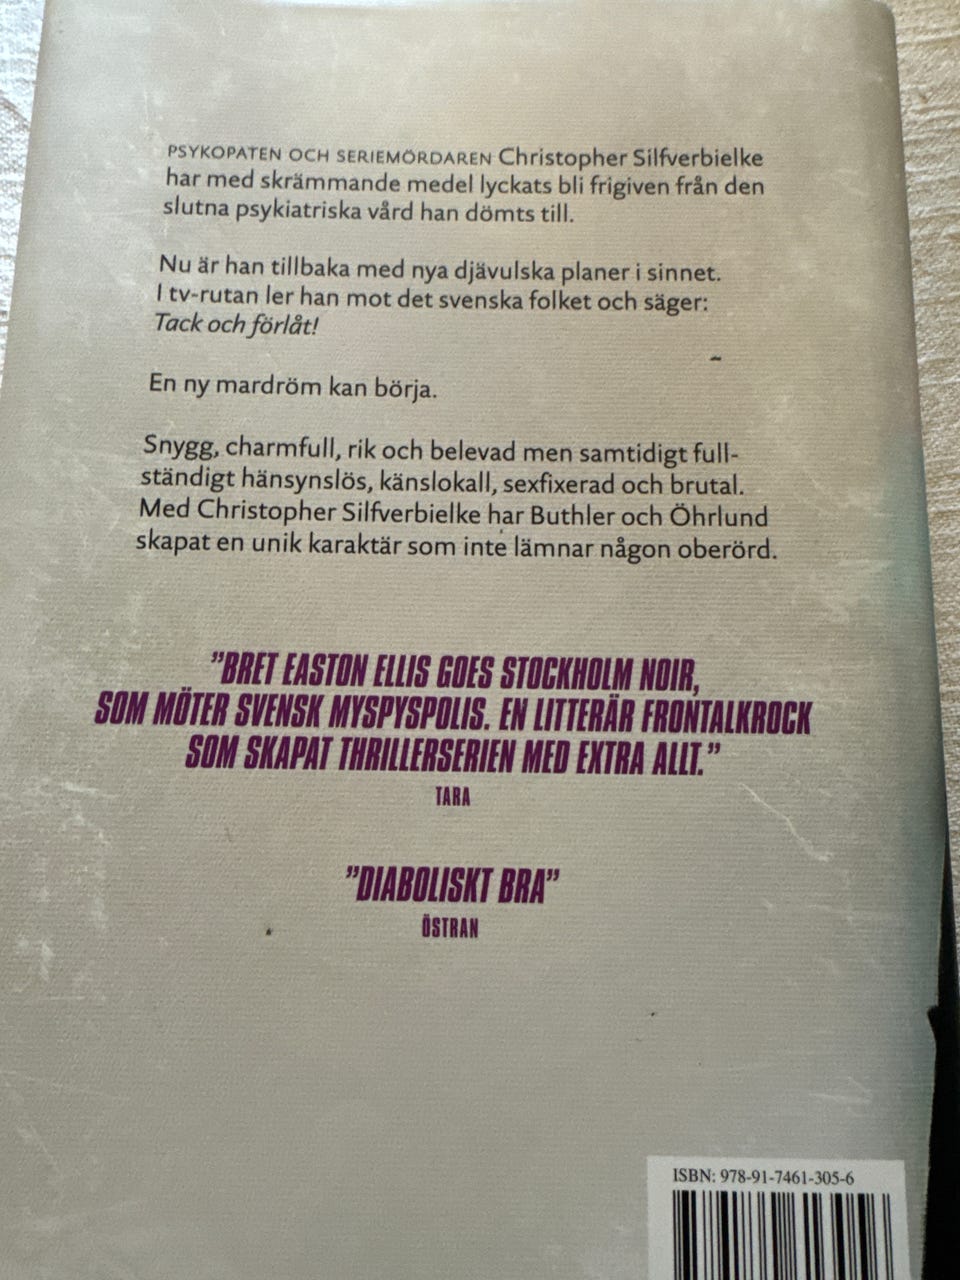 PSYKOPATEN OCH SERIEMÖRDAREN Christopher Silfverbielke
har med skrämmande medel lyckats bli frigiven från den
slutna psykiatriska vård han dömts till.
Nu är han tillbaka med nya djävulska planer i sinnet.
I tv-rutan ler han mot det svenska folket och säger:
Tack och förlåt!
En ny mardröm kan börja.
Snygg, charmfull, rik och belevad men samtidigt full-
ständigt hänsynslös, känslokall, sexfixerad och brutal.
Med Christopher Silfverbielke har Buthler och Öhrlund
skapat en unik karaktär som inte lämnar någon oberörd.
"BRET EASTON ELLIS GOES STOCKHOLM NOIR,
SOM MÖTER SVENSK MYSPYSPOLIS. EN LITTERÄR FRONTALKROCK
SOM SKAPAT THRILLERSERIEN MED EXTRA ALLT."
TARA
"DIABOLISKT BRA"
ÖSTRAN
ISBN: 978-91-7461-305-6